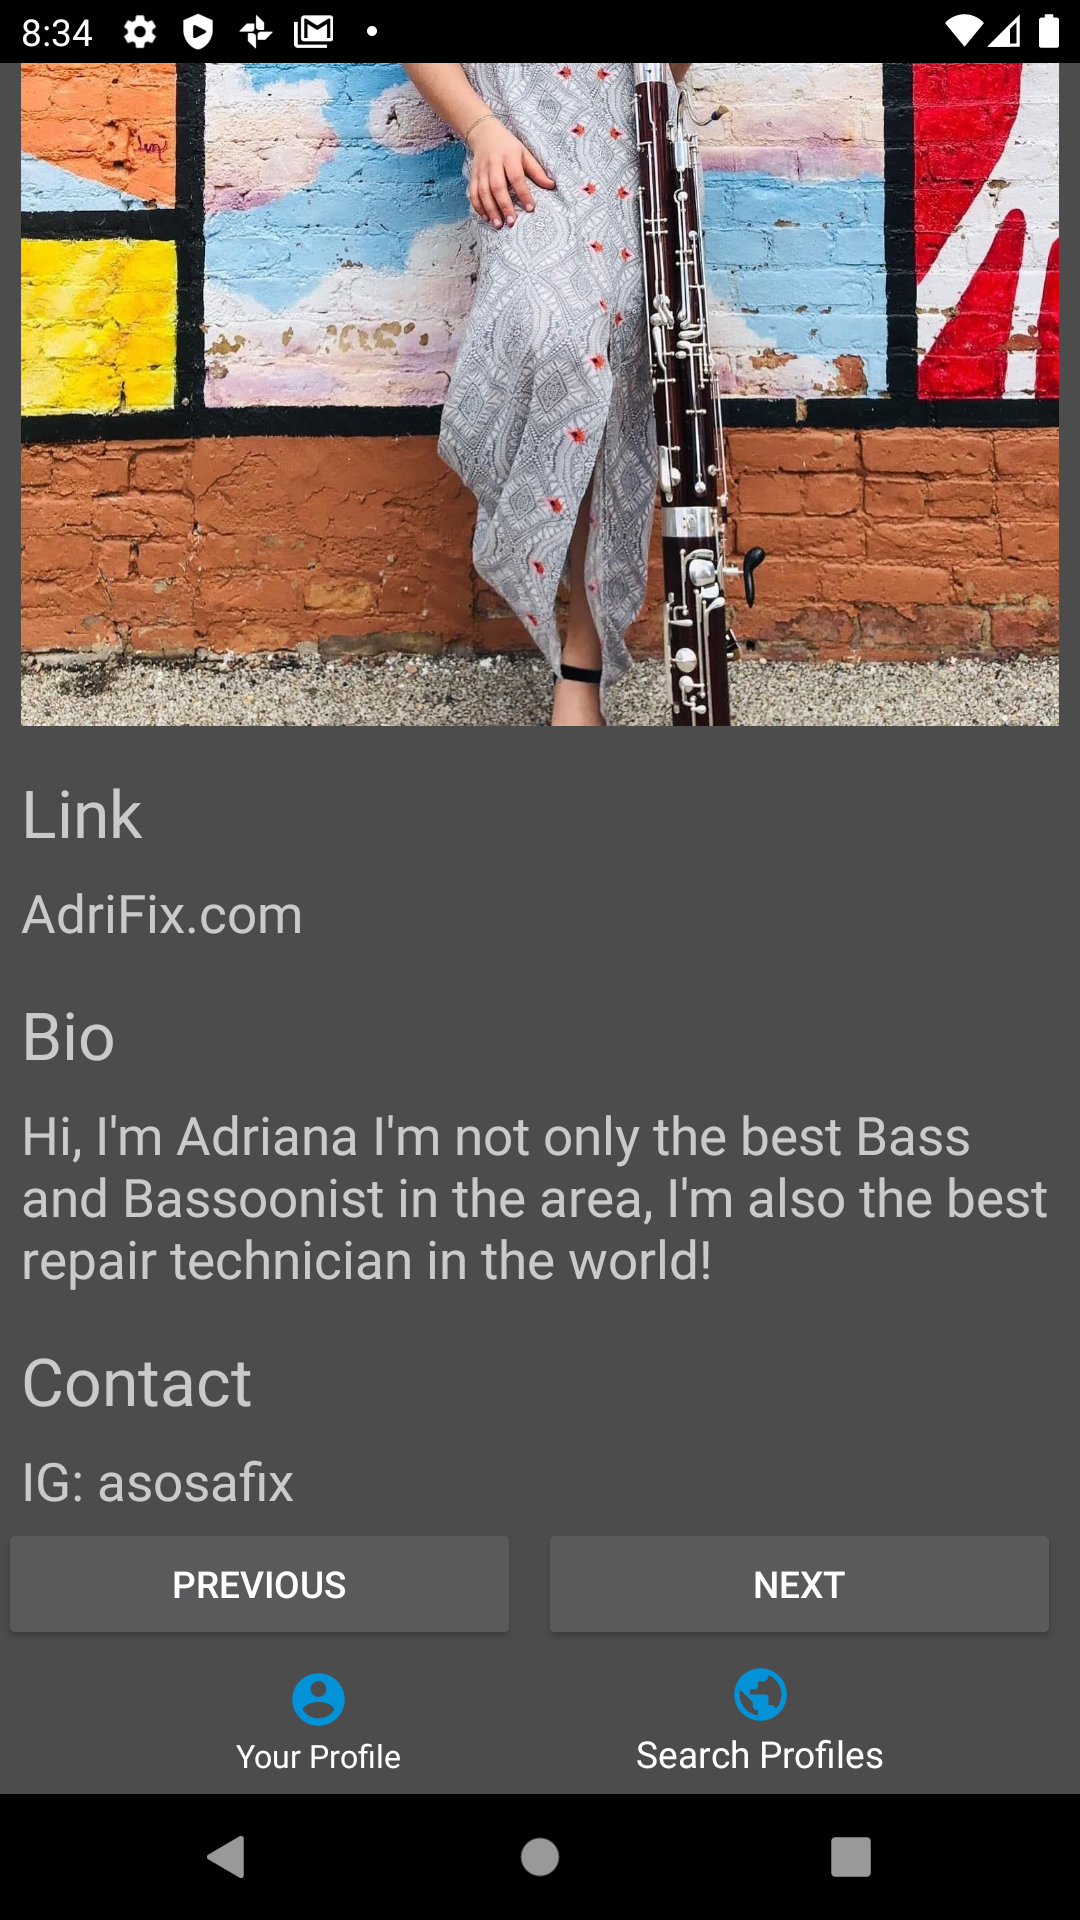 8:34
Link
AdriFix.com
Bio
Hi, I'm Adriana I'm not only the best Bass
and Bassoonist in the area, I'm also the best
repair technician in the world!
Contact
IG: asosafix
PREVIOUS
NEXT
Your Profile
Search Profiles